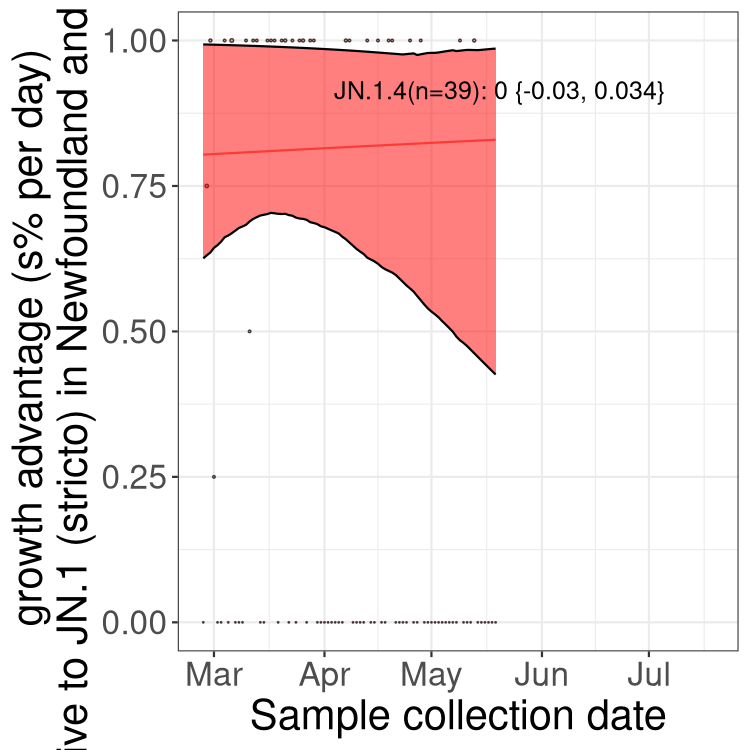 growth advantage (s% per day)
ive to JN.1 (stricto) in Newfoundland and
1.00
0.75
0.50
0.25
0.00
JN.1.4(n=39): 0 {-0.03, 0.034}
Mar Apr May Jun Jul
Sample collection date